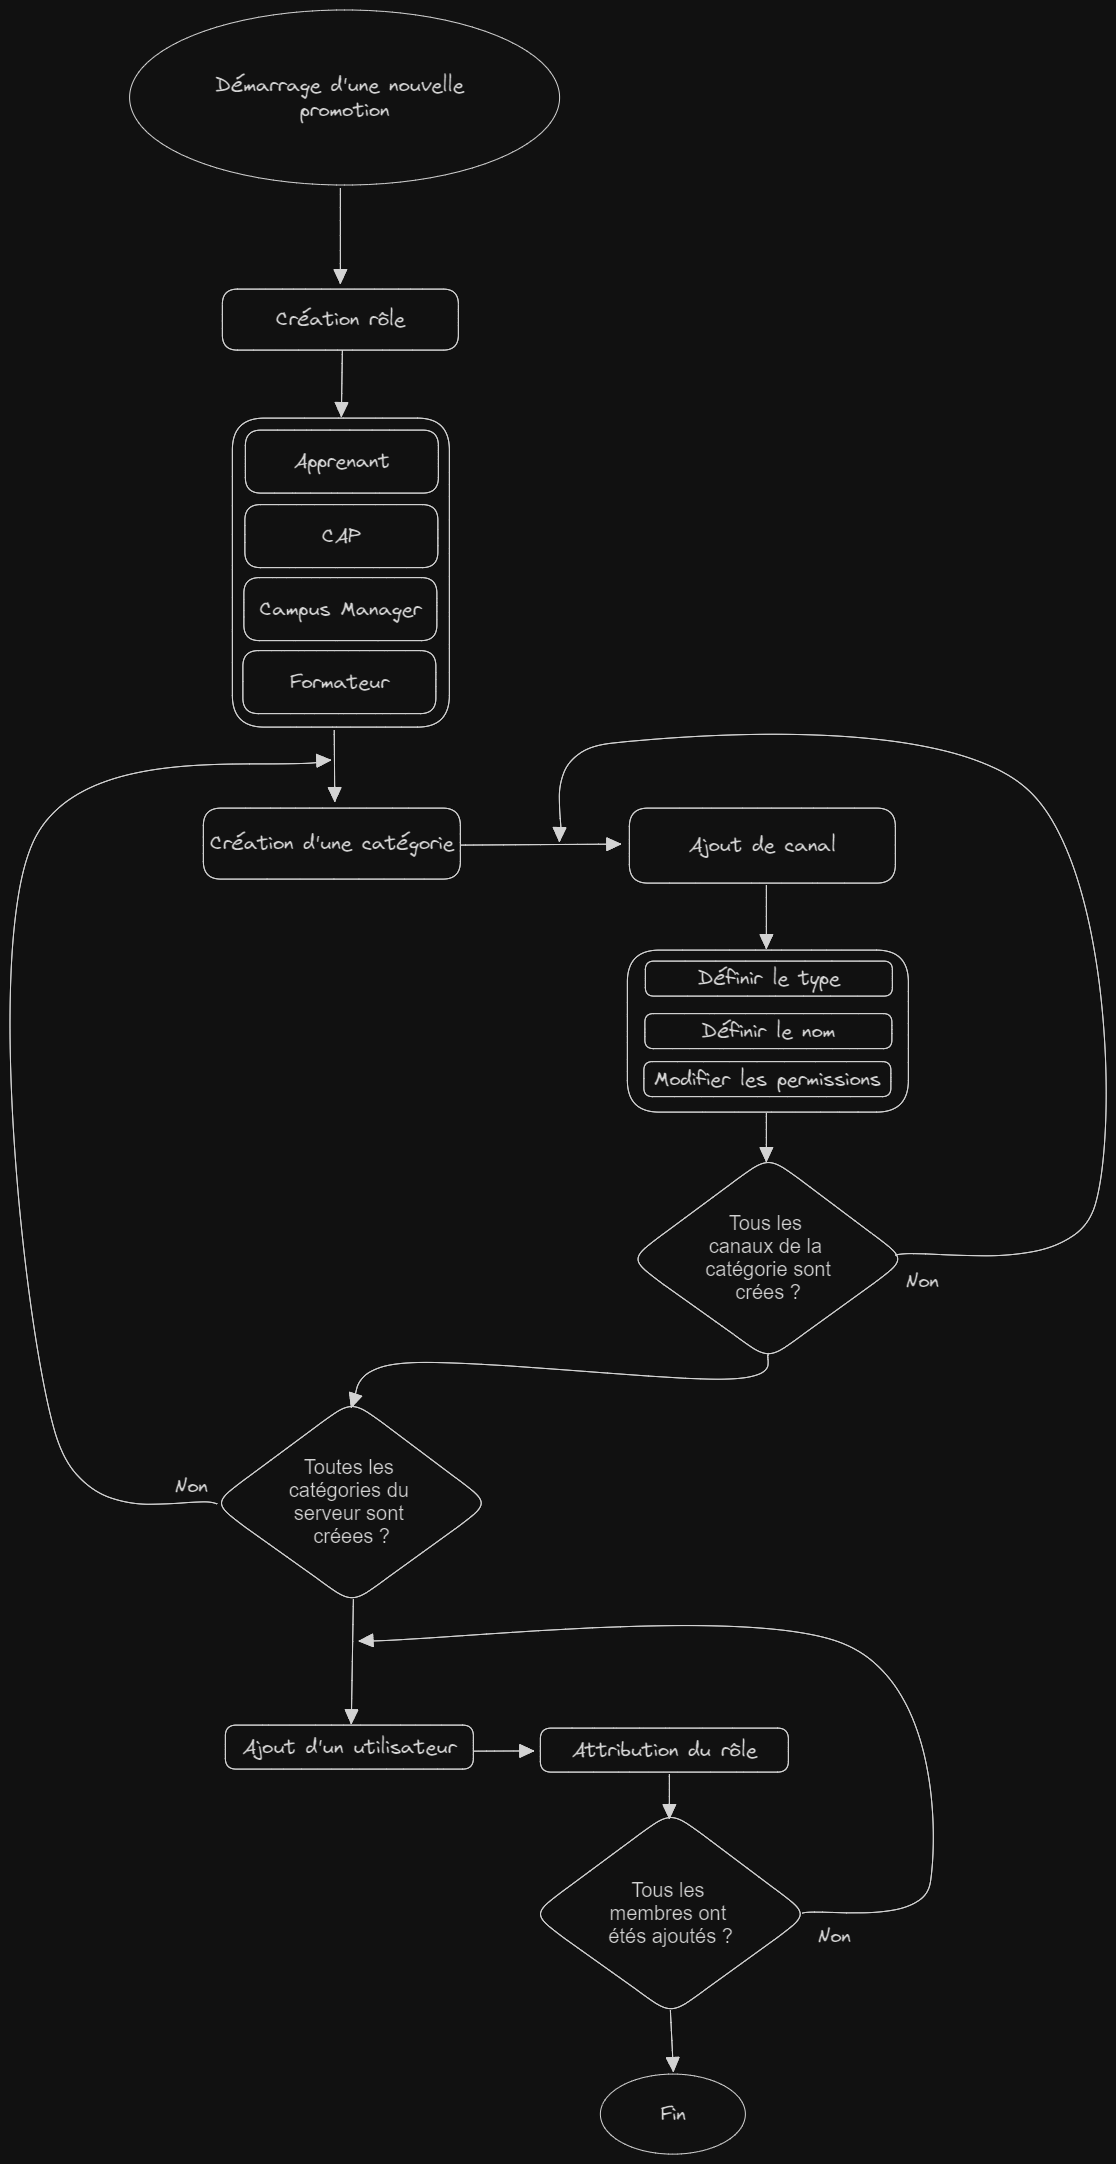 Démarrage d'une nouvelle
promotion
Création rôle
Apprenant
CAP
Campus Manager
Formateur
Création d'une catégorie
Ajout de canal
Définir le type
Définir le nom
Modifier les permissions
Tous les
canaux de la
catégorie sont
crées ?
Non
Toutes les
catégories du
serveur sont
créees ?
Non
Ajout d'un utilisateur
Attribution du rôle
Tous les
membres ont
étés ajoutés ?
Non
Fin